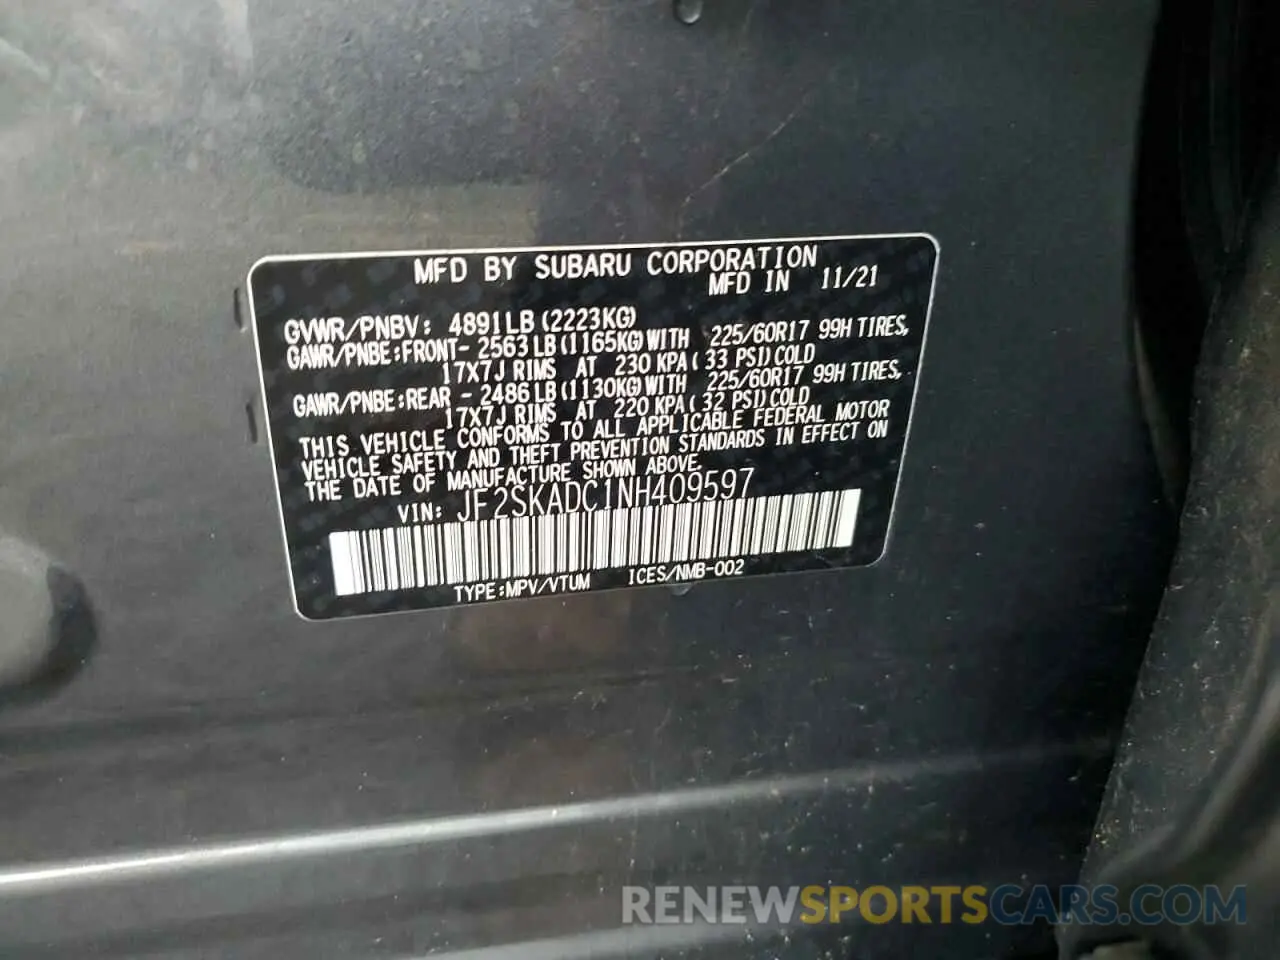 MFD BY SUBARU CORPORATION
MFD IN 11/21
GVWR/PNBV: 4891LB (2223KG)
GAWR/PNBE:FRONT- 2563LB(1165KG)WITH 225/60R17 99H TIRES,
17X7J RIMS AT 230 KPA( 33 PSI)COLD
GAWR/PNBE:REAR - 2486LB(1130KG)WITH 225/60R17 99H TIRES,
17X7J RIMS AT 220 KPA( 32 PSI)COLD
THIS VEHICLE CONFORMS TO ALL APPLICABLE FEDERAL MOTOR
VEHICLE SAFETY AND THEFT PREVENTION STANDARDS IN EFFECT ON
THE DATE OF MANUFACTURE SHOWN ABOVE.
VIN: JF2SKADC1NH409597
TYPE:MPV/VTUM ICES/NMB-002
RENEWSPORTSCARS.COM